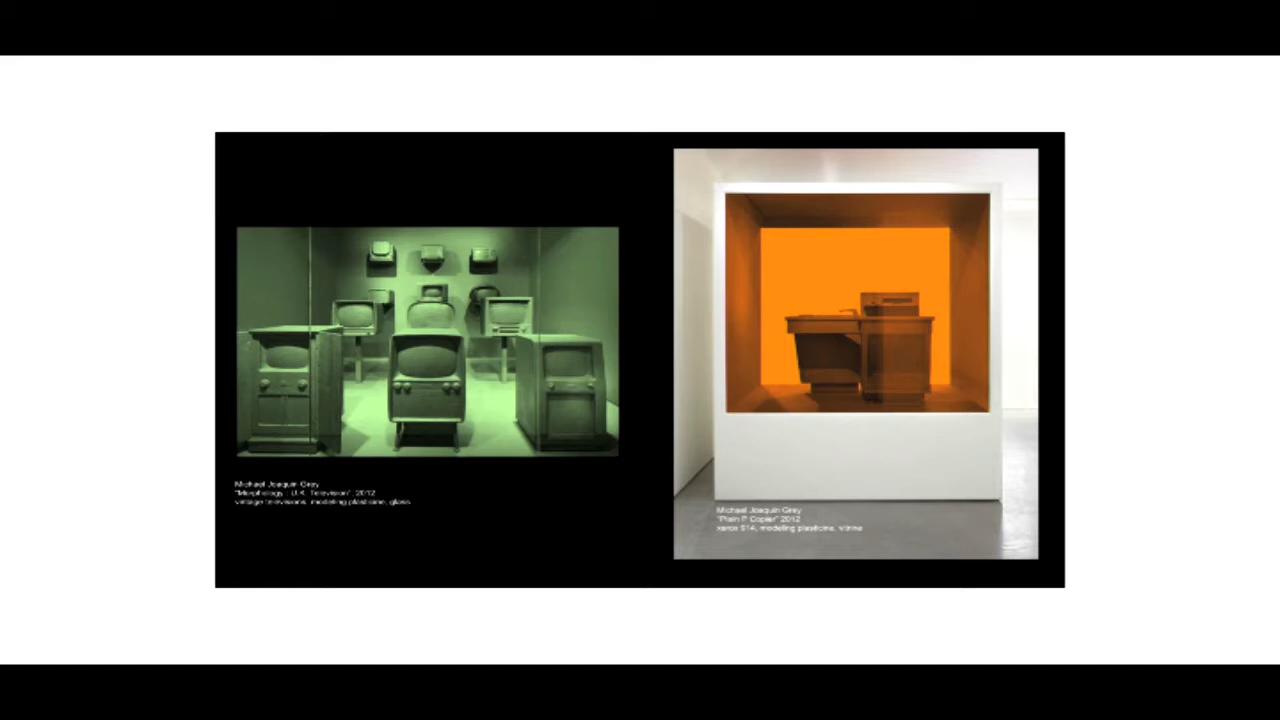 Michael Joaquin Grey
"Morphology : U.K. Television", 2012
vintage televisions, modeling plasticine, glass
Michael Joaquin Grey
"Plain P Copier" 2012
xerox 914, modeling plasticine, vitrine